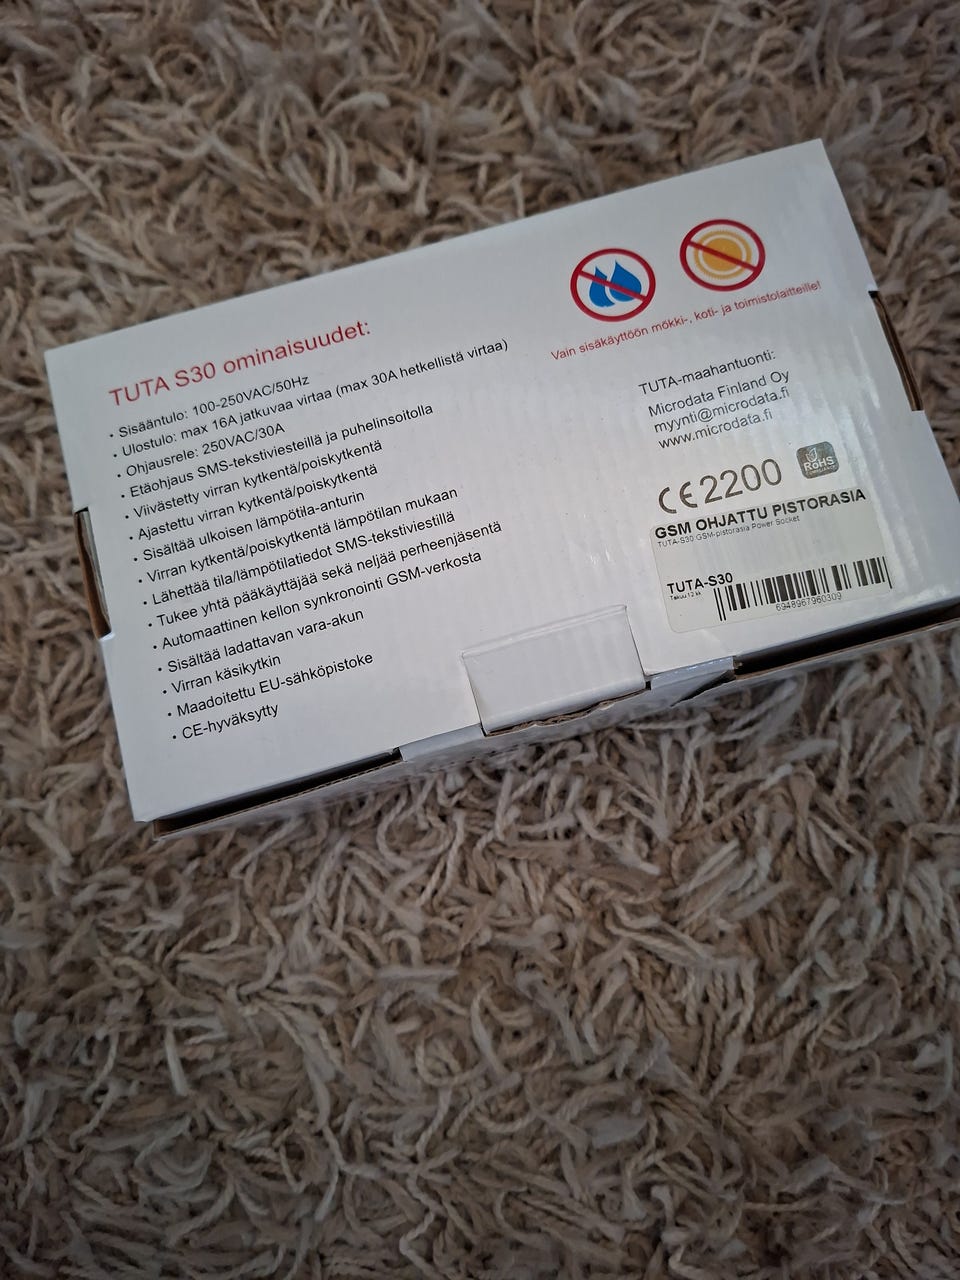 TUTA S30 ominaisuudet:
• Sisääntulo: 100-250VAC/50Hz
• Ulostulo: max 16A jatkuvaa virtaa (max 30A hetkellistä virtaa)
• Ohjausrele: 250VAC/30A
• Etäohjaus SMS-tekstiviesteillä ja puhelinsoitolla
• Viivästetty virran kytkentä/poiskytkentä
• Ajastettu virran kytkentä/poiskytkentä
• Sisältää ulkoisen lämpötila-anturin
• Virran kytkentä/poiskytkentä lämpötilan mukaan
• Lähettää tila/lämpötilatiedot SMS-tekstiviestillä
• Tukee yhtä pääkäyttäjää sekä neljää perheenjäsentä
• Automaattinen kellon synkronointi GSM-verkosta
• Sisältää ladattavan vara-akun
• Virran käsikytkin
• Maadoitettu EU-sähköpistoke
• CE-hyväksytty
Vain sisäkäyttöön mökki-, koti- ja toimistolaitteille!
TUTA-maahantuonti:
Microdata Finland Oy
myynti@microdata.fi
www.microdata.fi
CE2200
RoHS
GSM OHJATTU PISTORASIA
TUTA-S30 GSM-pistorasia Power Socket
TUTA-S30
Takuu 12 kk
6948967960309